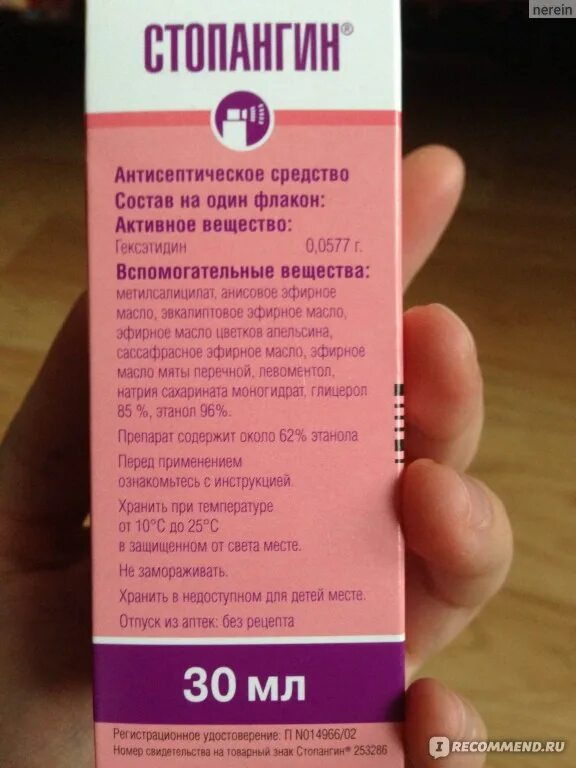 nerein
СТОПАНГИН®
Антисептическое средство
Состав на один флакон:
Активное вещество:
Гексэтидин 0,0577 г.
Вспомогательные вещества:
метилсалицилат, анисовое эфирное
масло, эвкалиптовое эфирное масло,
эфирное масло цветков апельсина,
сассафрасное эфирное масло, эфирное
масло мяты перечной, левоментол,
натрия сахарината моногидрат, глицерол
85 %, этанол 96%.
Препарат содержит около 62% этанола
Перед применением
ознакомьтесь с инструкцией.
Хранить при температуре
от 10°С до 25°С
в защищенном от света месте.
Не замораживать.
Хранить в недоступном для детей месте.
Отпуск из аптек: без рецепта
30 мл
Регистрационное удостоверение: П N014966/02
Номер свидетельства на товарный знак Стопангин® 253286
IRECOMMEND.RU